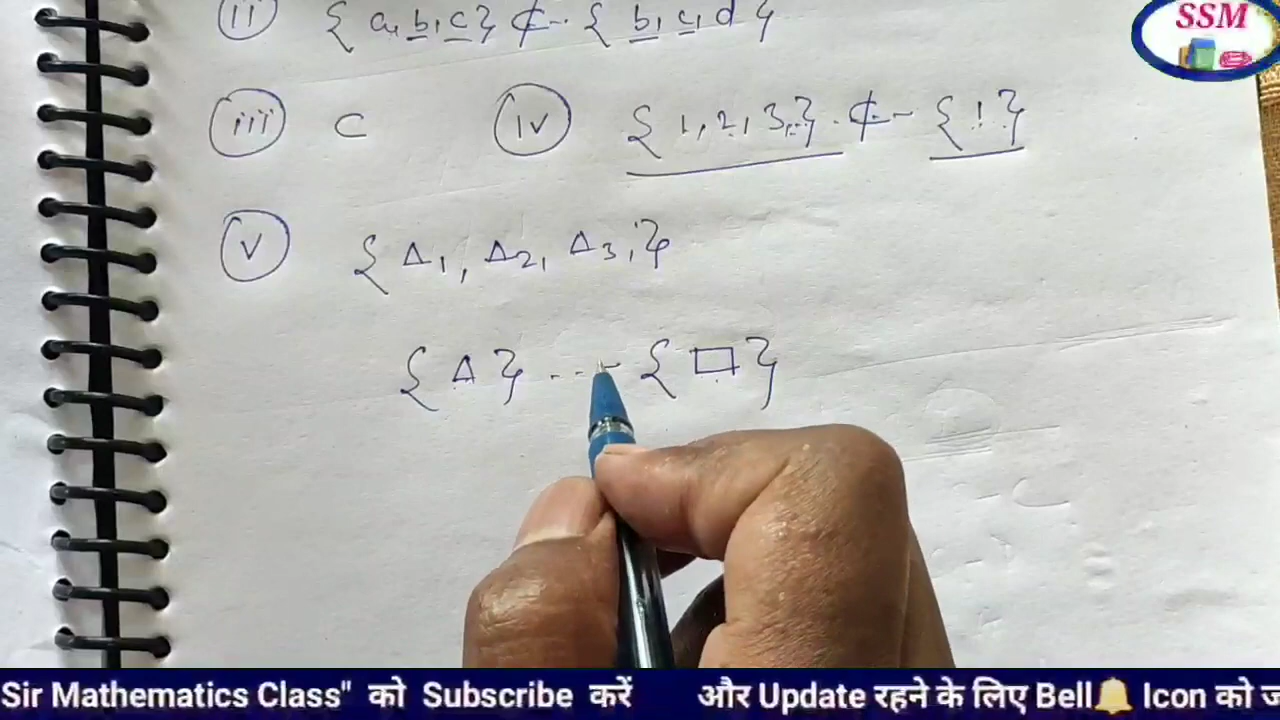 SSM
ii { a, b, c } ⊄ -- { b, c, d }
iii ⊂ iv { 1, 2, 3, } . ⊄ -- { 1 }
v { Δ1, Δ2, Δ3, }
{ Δ } ... - { □ }
Sir Mathematics Class" को Subscribe करें और Update रहने के लिए Bell🔔 Icon को